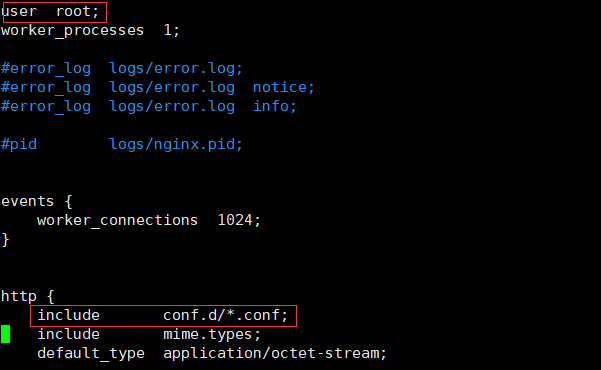 user  root;
worker_processes  1;
#error_log  logs/error.log;
#error_log  logs/error.log  notice;
#error_log  logs/error.log  info;
#pid        logs/nginx.pid;
events {
    worker_connections  1024;
}
http {
    include       conf.d/*.conf;
    include       mime.types;
    default_type  application/octet-stream;